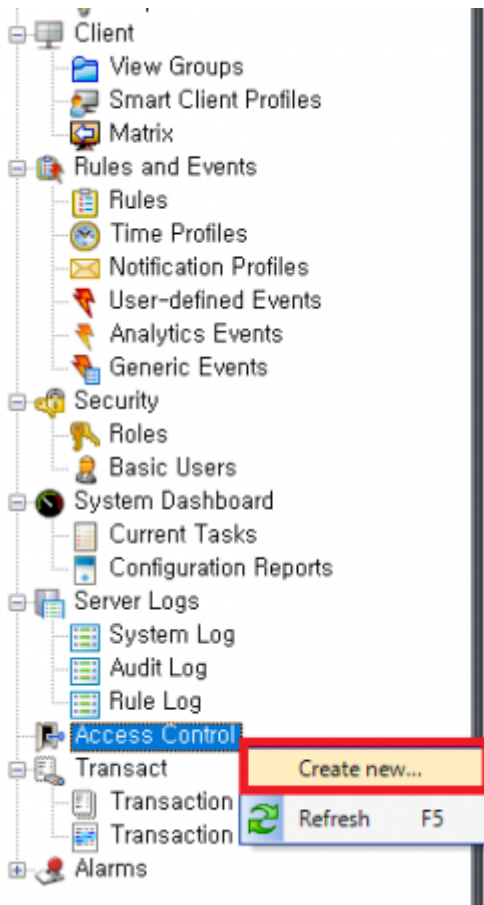 Client
View Groups
Smart Client Profiles
Matrix
Rules and Events
Rules
Time Profiles
Notification Profiles
User-defined Events
Analytics Events
Generic Events
Security
Roles
Basic Users
System Dashboard
Current Tasks
Configuration Reports
Server Logs
System Log
Audit Log
Rule Log
Access Control
Create new...
Transact
Transaction
Refresh F5
Transaction
Alarms